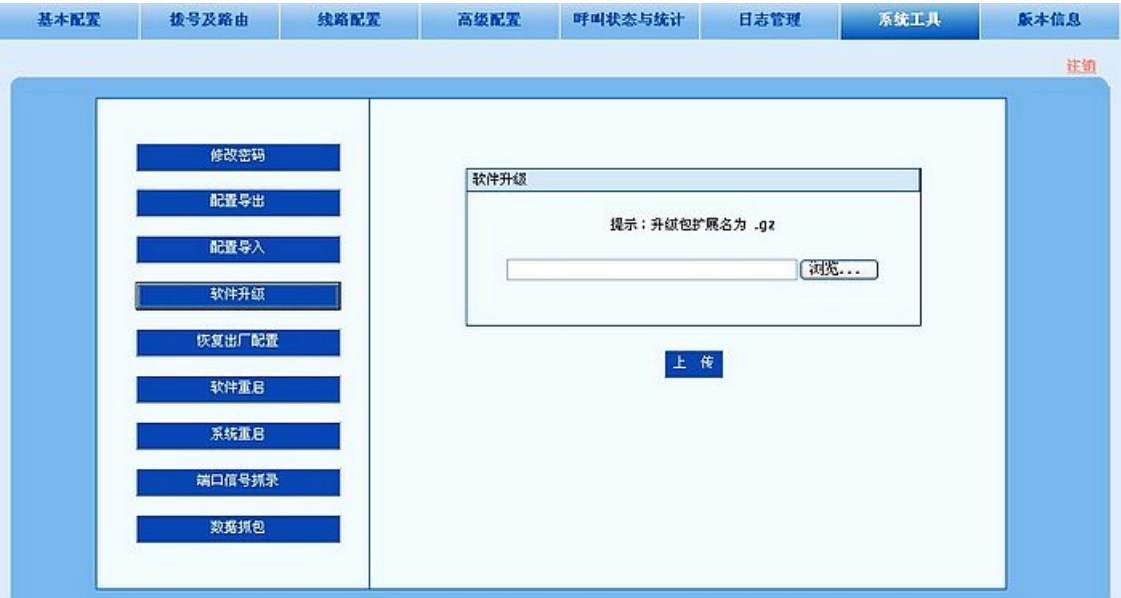 基本配置 拨号及路由 线路配置 高级配置 呼叫状态与统计 日志管理 系统工具 版本信息
注销
修改密码
配置导出
配置导入
软件升级
恢复出厂配置
软件重启
系统重启
端口信号抓录
数据抓包
软件升级
提示：升级包扩展名为 .gz
浏览...
上 传